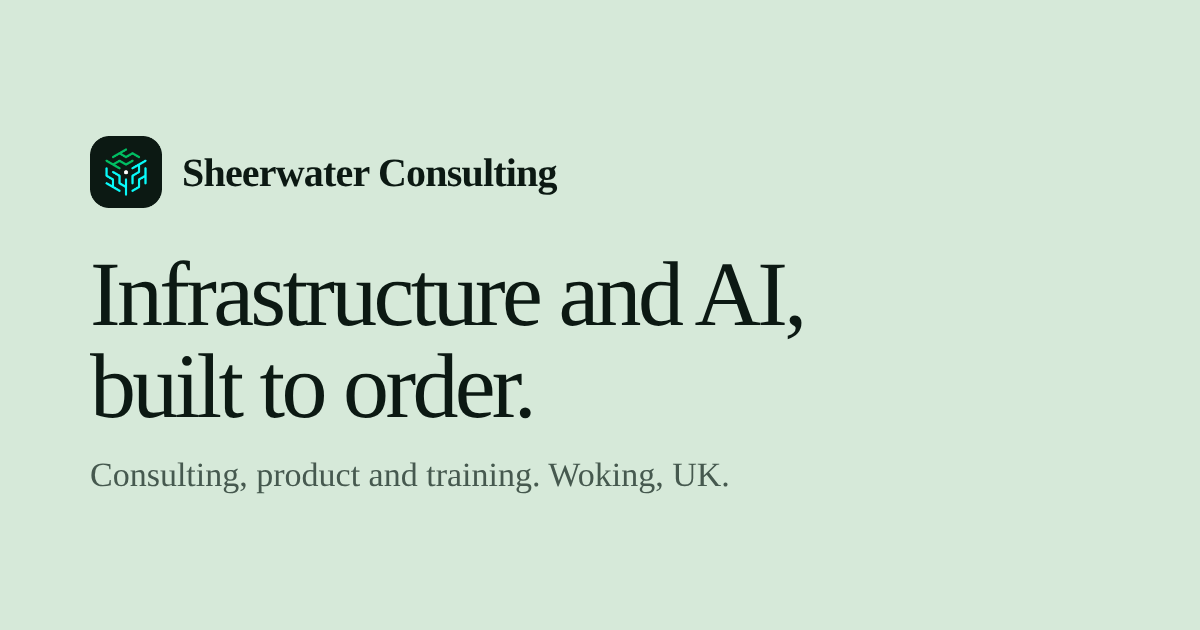 Sheerwater Consulting
Infrastructure and AI,
built to order.
Consulting, product and training. Woking, UK.